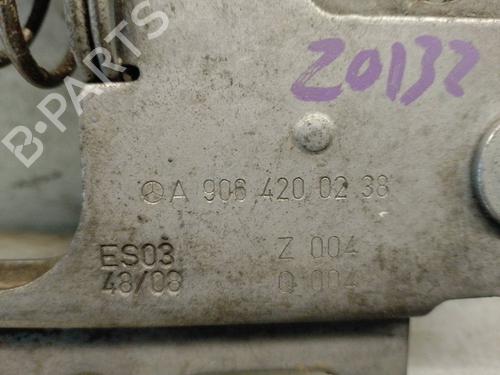 B-PARTS
Z0132
A 906 420 02 38
ES03 Z 004
48/08 Q 004